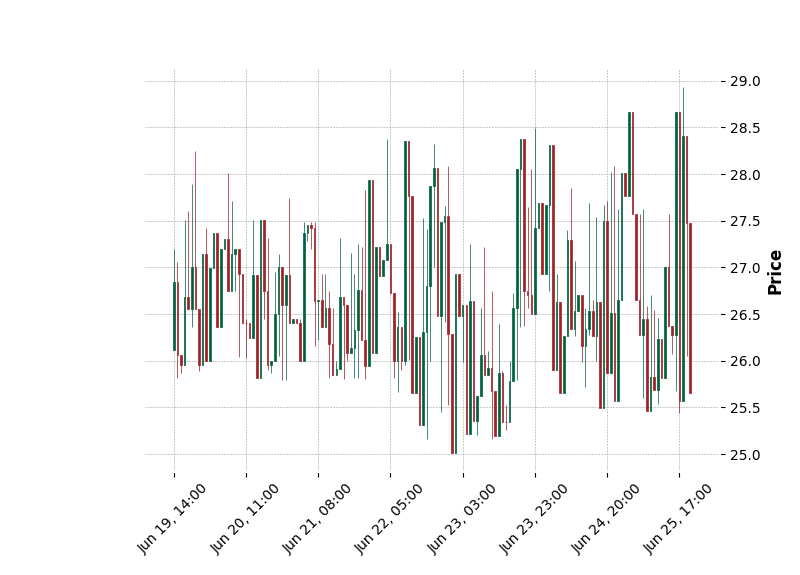 29.0
28.5
28.0
27.5
27.0
26.5
26.0
25.5
25.0
Price
Jun 19, 14:00
Jun 20, 11:00
Jun 21, 08:00
Jun 22, 05:00
Jun 23, 03:00
Jun 23, 23:00
Jun 24, 20:00
Jun 25, 17:00